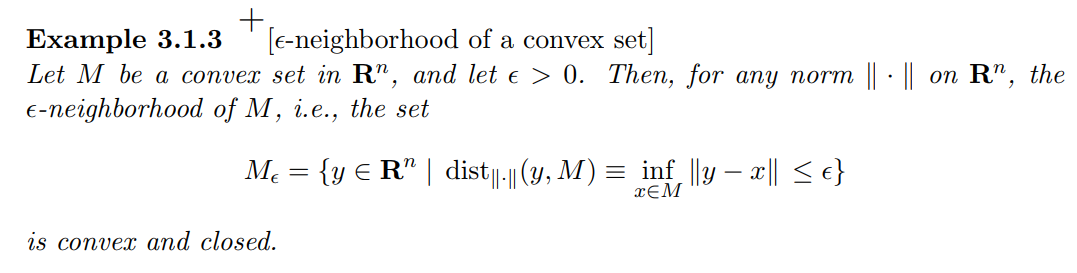 Example 3.1.3 + [ϵ-neighborhood of a convex set]
Let M be a convex set in Rⁿ, and let ϵ > 0. Then, for any norm ‖ · ‖ on Rⁿ, the
ϵ-neighborhood of M, i.e., the set
M_ϵ = {y ∈ Rⁿ | dist_‖·‖(y, M) ≡ inf_{x∈M} ‖y − x‖ ≤ ϵ}
is convex and closed.